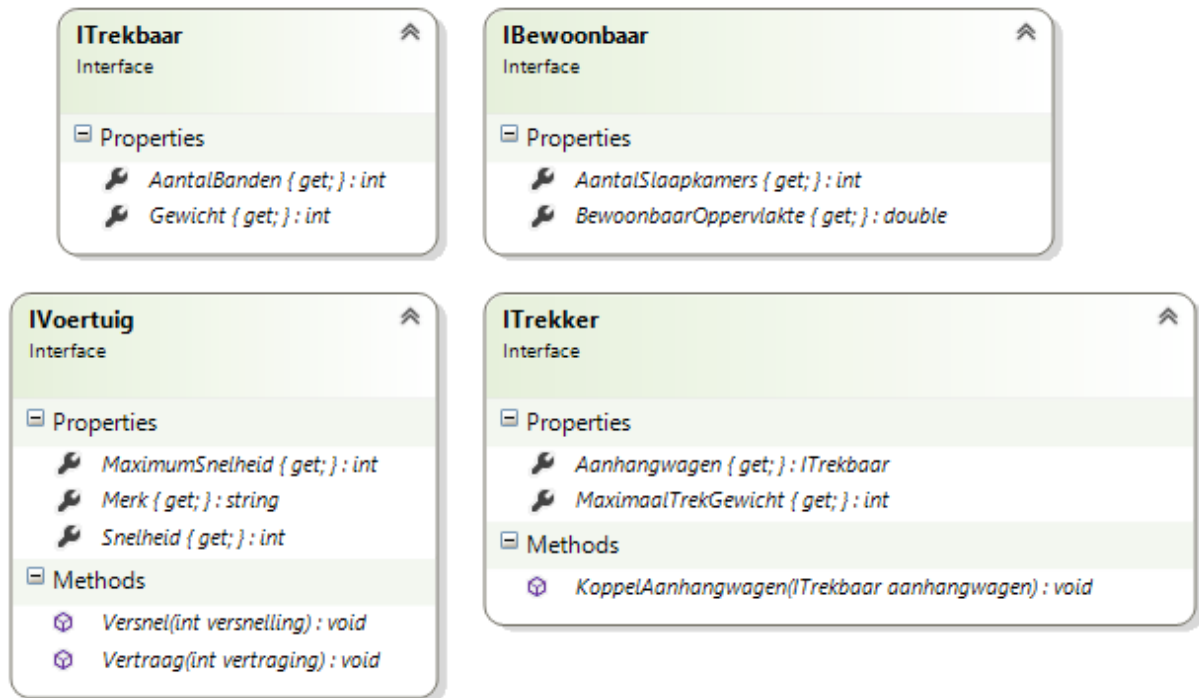 ITrekbaar
Interface
Properties
AantalBanden { get; } : int
Gewicht { get; } : int
IBewoonbaar
Interface
Properties
AantalSlaapkamers { get; } : int
BewoonbaarOppervlakte { get; } : double
IVoertuig
Interface
Properties
MaximumSnelheid { get; } : int
Merk { get; } : string
Snelheid { get; } : int
Methods
Versnel(int versnelling) : void
Vertraag(int vertraging) : void
ITrekker
Interface
Properties
Aanhangwagen { get; } : ITrekbaar
MaximaalTrekGewicht { get; } : int
Methods
KoppelAanhangwagen(ITrekbaar aanhangwagen) : void